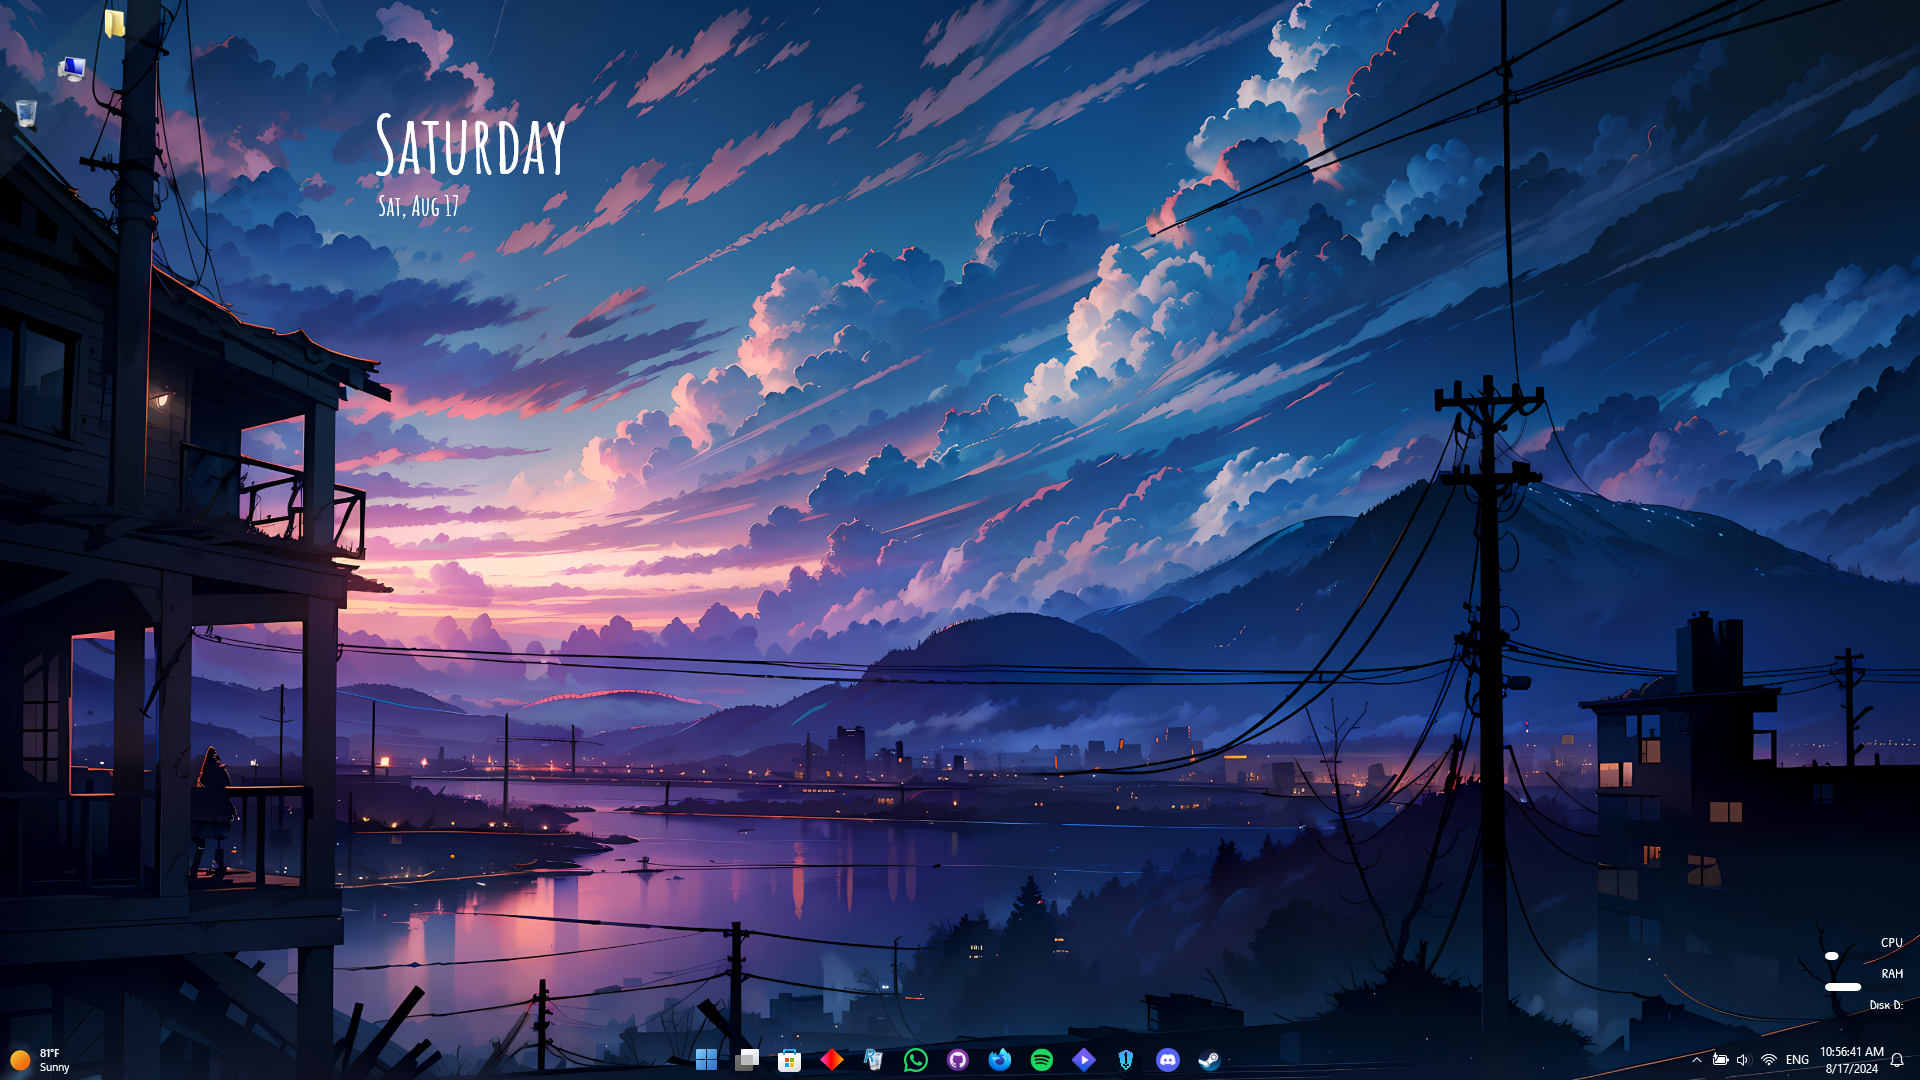 Saturday
Sat, Aug 17
CPU
RAM
Disk D:
81°F
Sunny
ENG
10:56:41 AM
8/17/2024